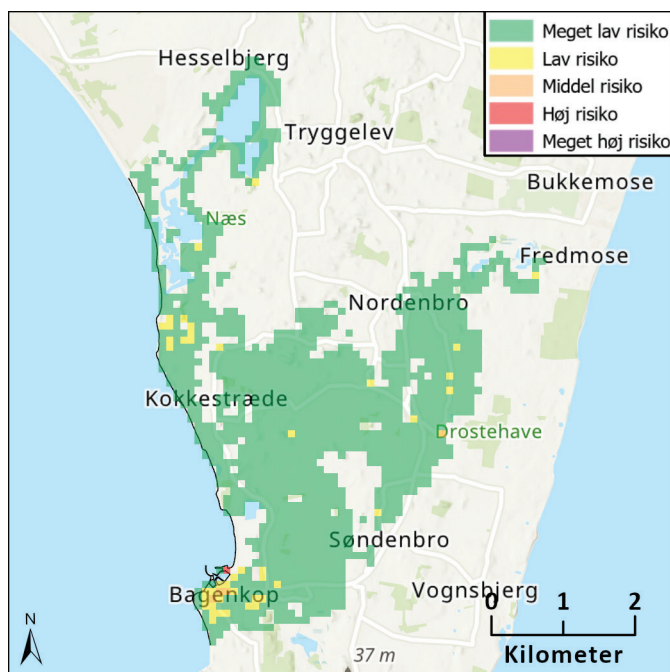 Meget lav risiko
Lav risiko
Middel risiko
Høj risiko
Meget høj risiko
Hesselbjerg
Tryggelev
Bukkemose
Næs
Fredmose
Nordenbro
Kokkestræde
Drostehave
Søndenbro
Bagenkop
Vognsbjerg
0 1 2
Kilometer
N
37 m